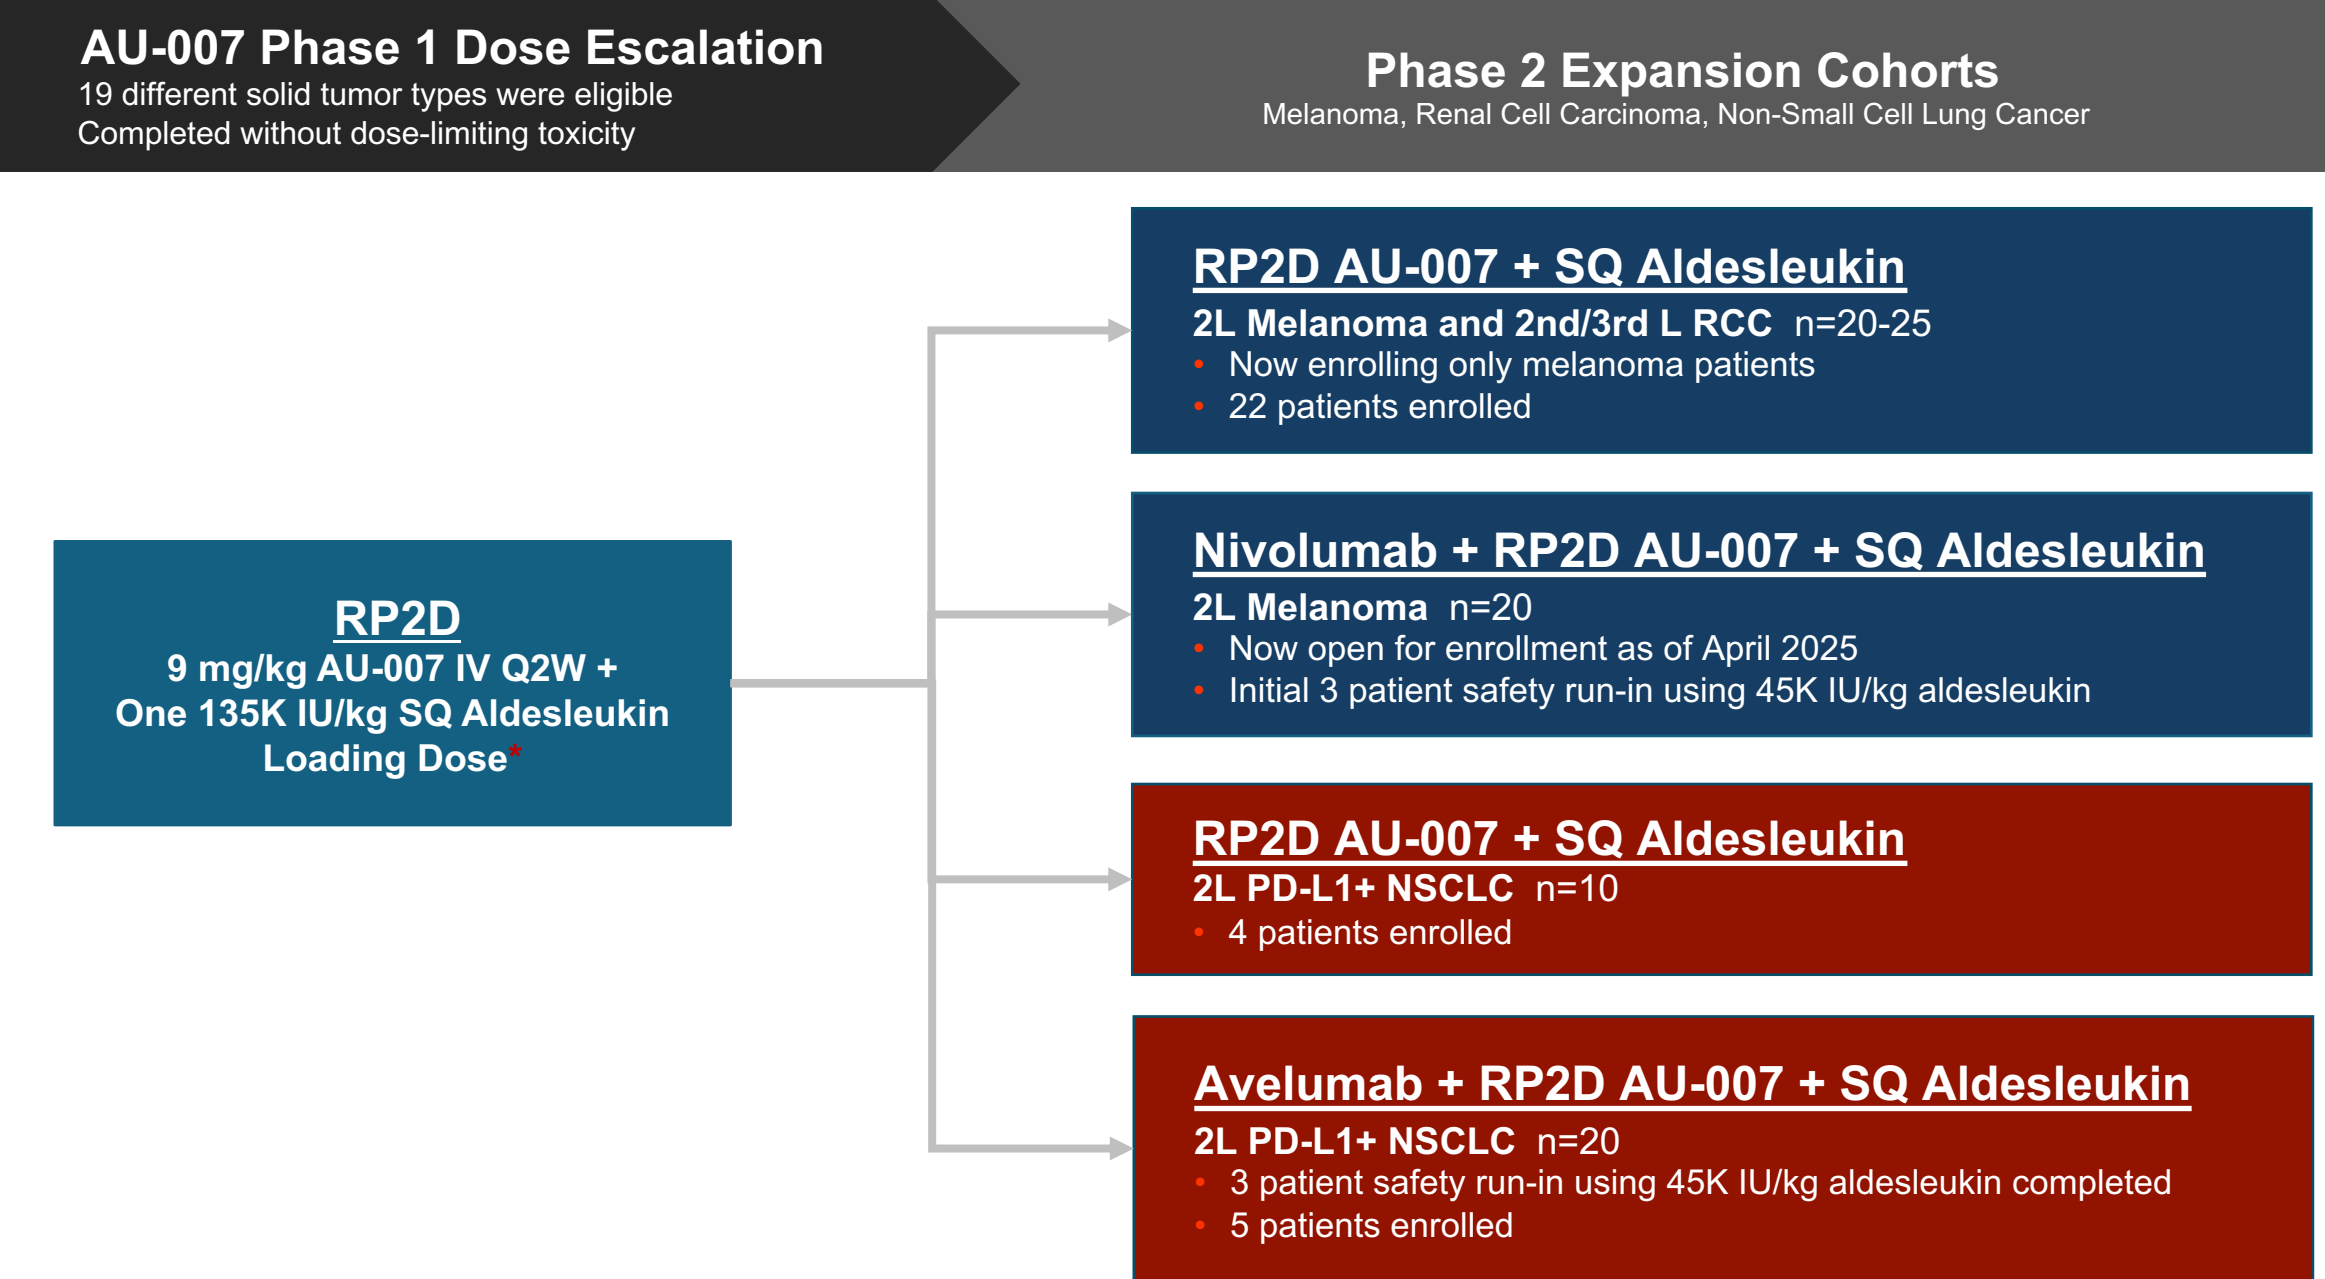 AU-007 Phase 1 Dose Escalation
19 different solid tumor types were eligible
Completed without dose-limiting toxicity
Phase 2 Expansion Cohorts
Melanoma, Renal Cell Carcinoma, Non-Small Cell Lung Cancer
RP2D
9 mg/kg AU-007 IV Q2W +
One 135K IU/kg SQ Aldesleukin
Loading Dose*
RP2D AU-007 + SQ Aldesleukin
2L Melanoma and 2nd/3rd L RCC n=20-25
• Now enrolling only melanoma patients
• 22 patients enrolled
Nivolumab + RP2D AU-007 + SQ Aldesleukin
2L Melanoma n=20
• Now open for enrollment as of April 2025
• Initial 3 patient safety run-in using 45K IU/kg aldesleukin
RP2D AU-007 + SQ Aldesleukin
2L PD-L1+ NSCLC n=10
• 4 patients enrolled
Avelumab + RP2D AU-007 + SQ Aldesleukin
2L PD-L1+ NSCLC n=20
• 3 patient safety run-in using 45K IU/kg aldesleukin completed
• 5 patients enrolled